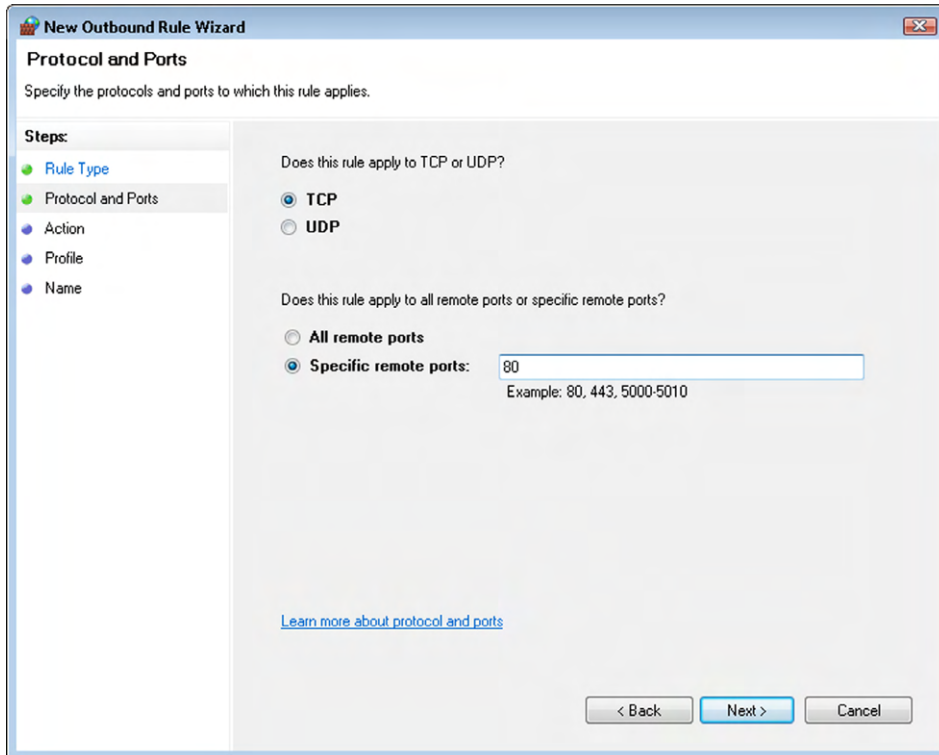 New Outbound Rule Wizard
Protocol and Ports
Specify the protocols and ports to which this rule applies.
Steps:
Rule Type
Protocol and Ports
Action
Profile
Name
Does this rule apply to TCP or UDP?
TCP
UDP
Does this rule apply to all remote ports or specific remote ports?
All remote ports
Specific remote ports: 80
Example: 80, 443, 5000-5010
Learn more about protocol and ports
< Back Next > Cancel